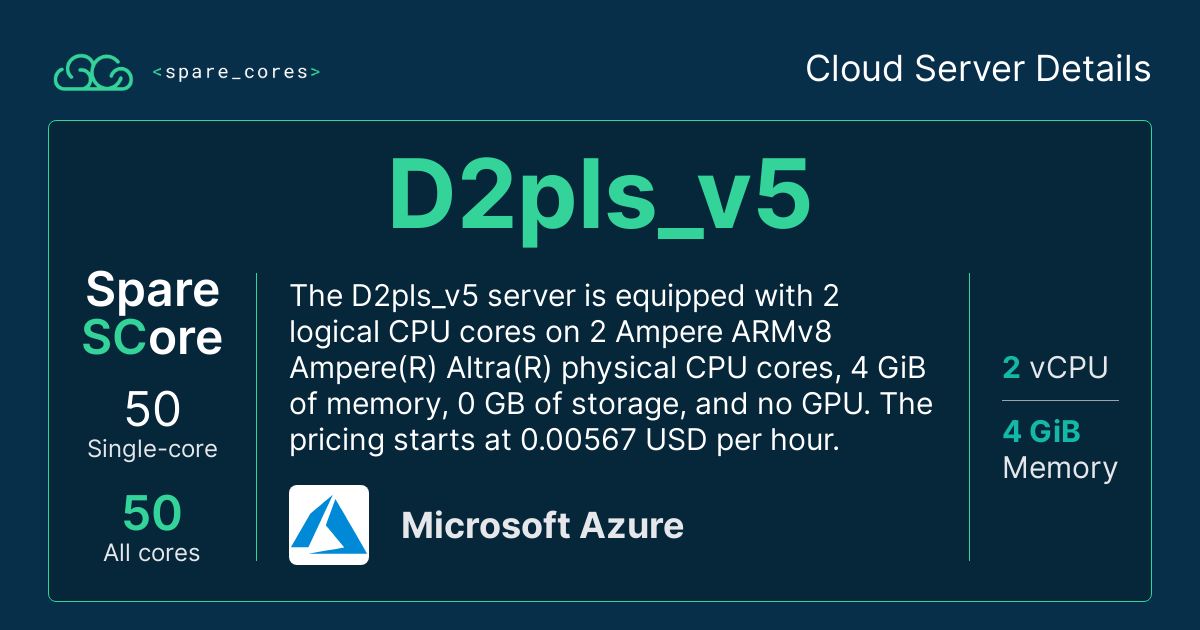 <spare_cores>
Cloud Server Details
D2pls_v5
Spare
SCore
50
Single-core
50
All cores
The D2pls_v5 server is equipped with 2
logical CPU cores on 2 Ampere ARMv8
Ampere(R) Altra(R) physical CPU cores, 4 GiB
of memory, 0 GB of storage, and no GPU. The
pricing starts at 0.00567 USD per hour.
Microsoft Azure
2 vCPU
4 GiB
Memory